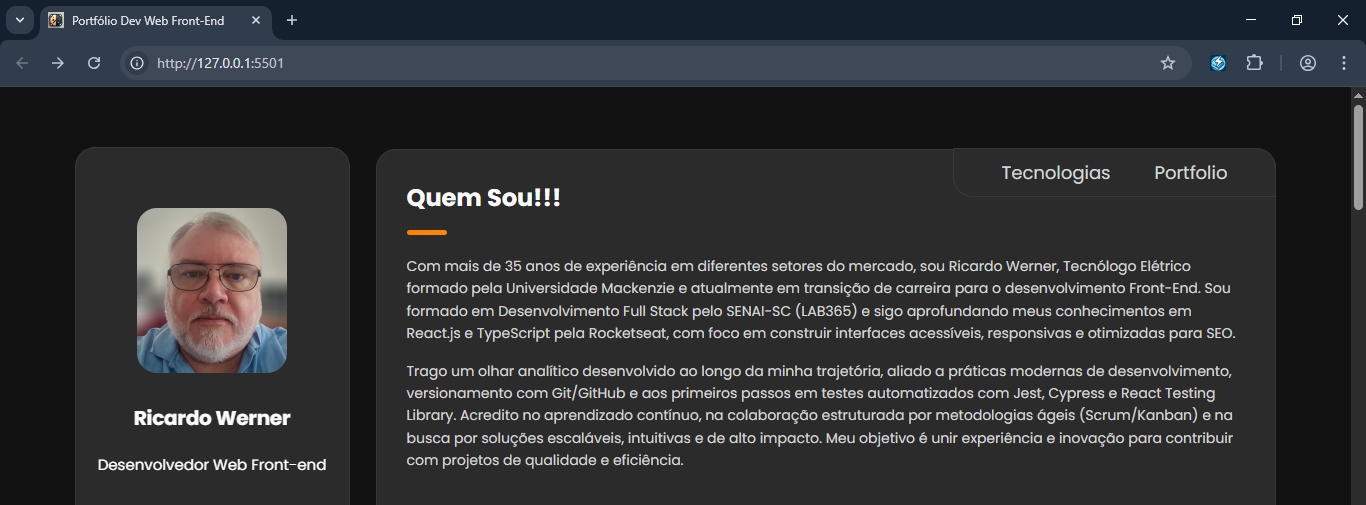 Portfólio Dev Web Front-End
http://127.0.0.1:5501
Tecnologias Portfolio
Quem Sou!!!
Com mais de 35 anos de experiência em diferentes setores do mercado, sou Ricardo Werner, Tecnólogo Elétrico
formado pela Universidade Mackenzie e atualmente em transição de carreira para o desenvolvimento Front-End. Sou
formado em Desenvolvimento Full Stack pelo SENAI-SC (LAB365) e sigo aprofundando meus conhecimentos em
React.js e TypeScript pela Rocketseat, com foco em construir interfaces acessíveis, responsivas e otimizadas para SEO.
Trago um olhar analítico desenvolvido ao longo da minha trajetória, aliado a práticas modernas de desenvolvimento,
versionamento com Git/GitHub e aos primeiros passos em testes automatizados com Jest, Cypress e React Testing
Library. Acredito no aprendizado contínuo, na colaboração estruturada por metodologias ágeis (Scrum/Kanban) e na
busca por soluções escaláveis, intuitivas e de alto impacto. Meu objetivo é unir experiência e inovação para contribuir
com projetos de qualidade e eficiência.
Ricardo Werner
Desenvolvedor Web Front-end